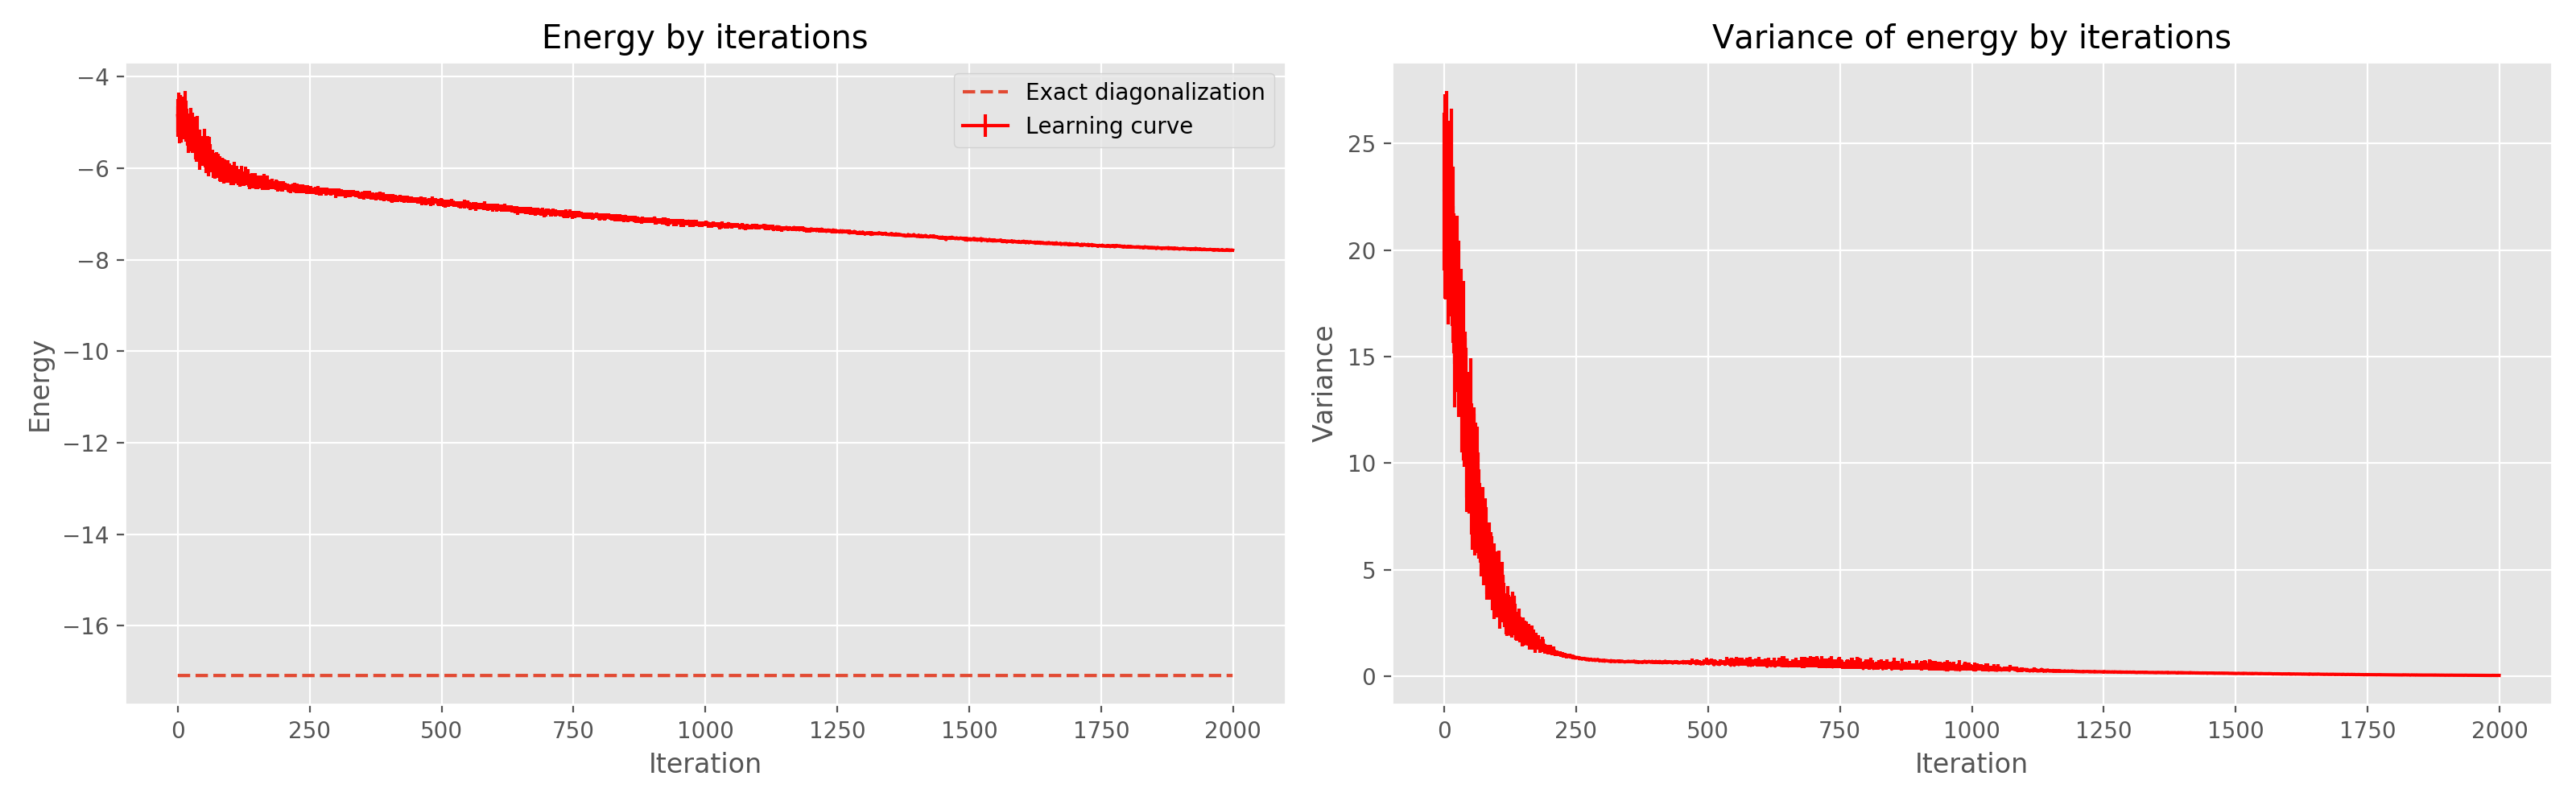 Energy by iterations
−4
−6
−8
−10
−12
−14
−16
Energy
Exact diagonalization
Learning curve
0 250 500 750 1000 1250 1500 1750 2000
Iteration
Variance of energy by iterations
25
20
15
10
5
0
Variance
0 250 500 750 1000 1250 1500 1750 2000
Iteration